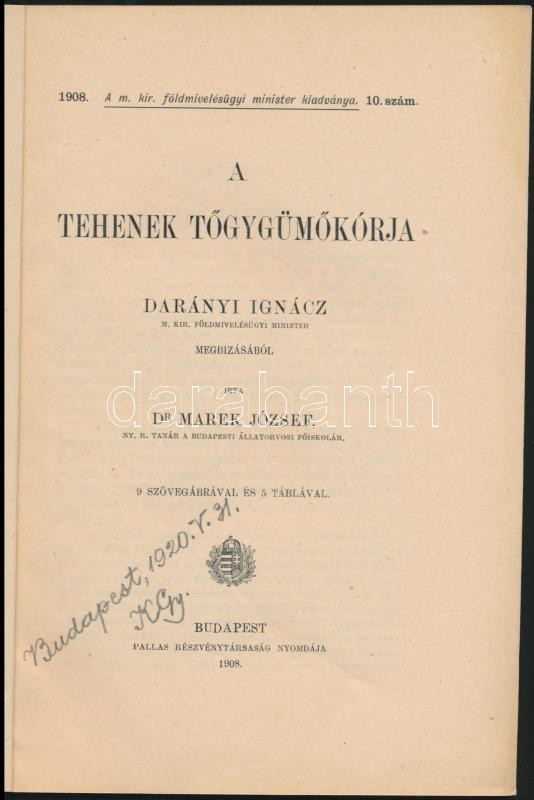 1908. A m. kir. földmivelésügyi minister kiadványa. 10. szám.
A
TEHENEK TŐGYGÜMŐKÓRJA
DARÁNYI IGNÁCZ
M. KIR. FÖLDMIVELÉSÜGYI MINISTER
MEGBIZÁSÁBÓL
IRTA
darabanth
DR MAREK JÓZSEF,
NY. R. TANÁR A BUDAPESTI ÁLLATORVOSI FŐISKOLÁN.
9 SZÖVEGÁBRÁVAL ÉS 5 TÁBLÁVAL.
Budapest, 1920. V. 31.
KGy.
BUDAPEST
PALLAS RÉSZVÉNYTÁRSASÁG NYOMDÁJA
1908.